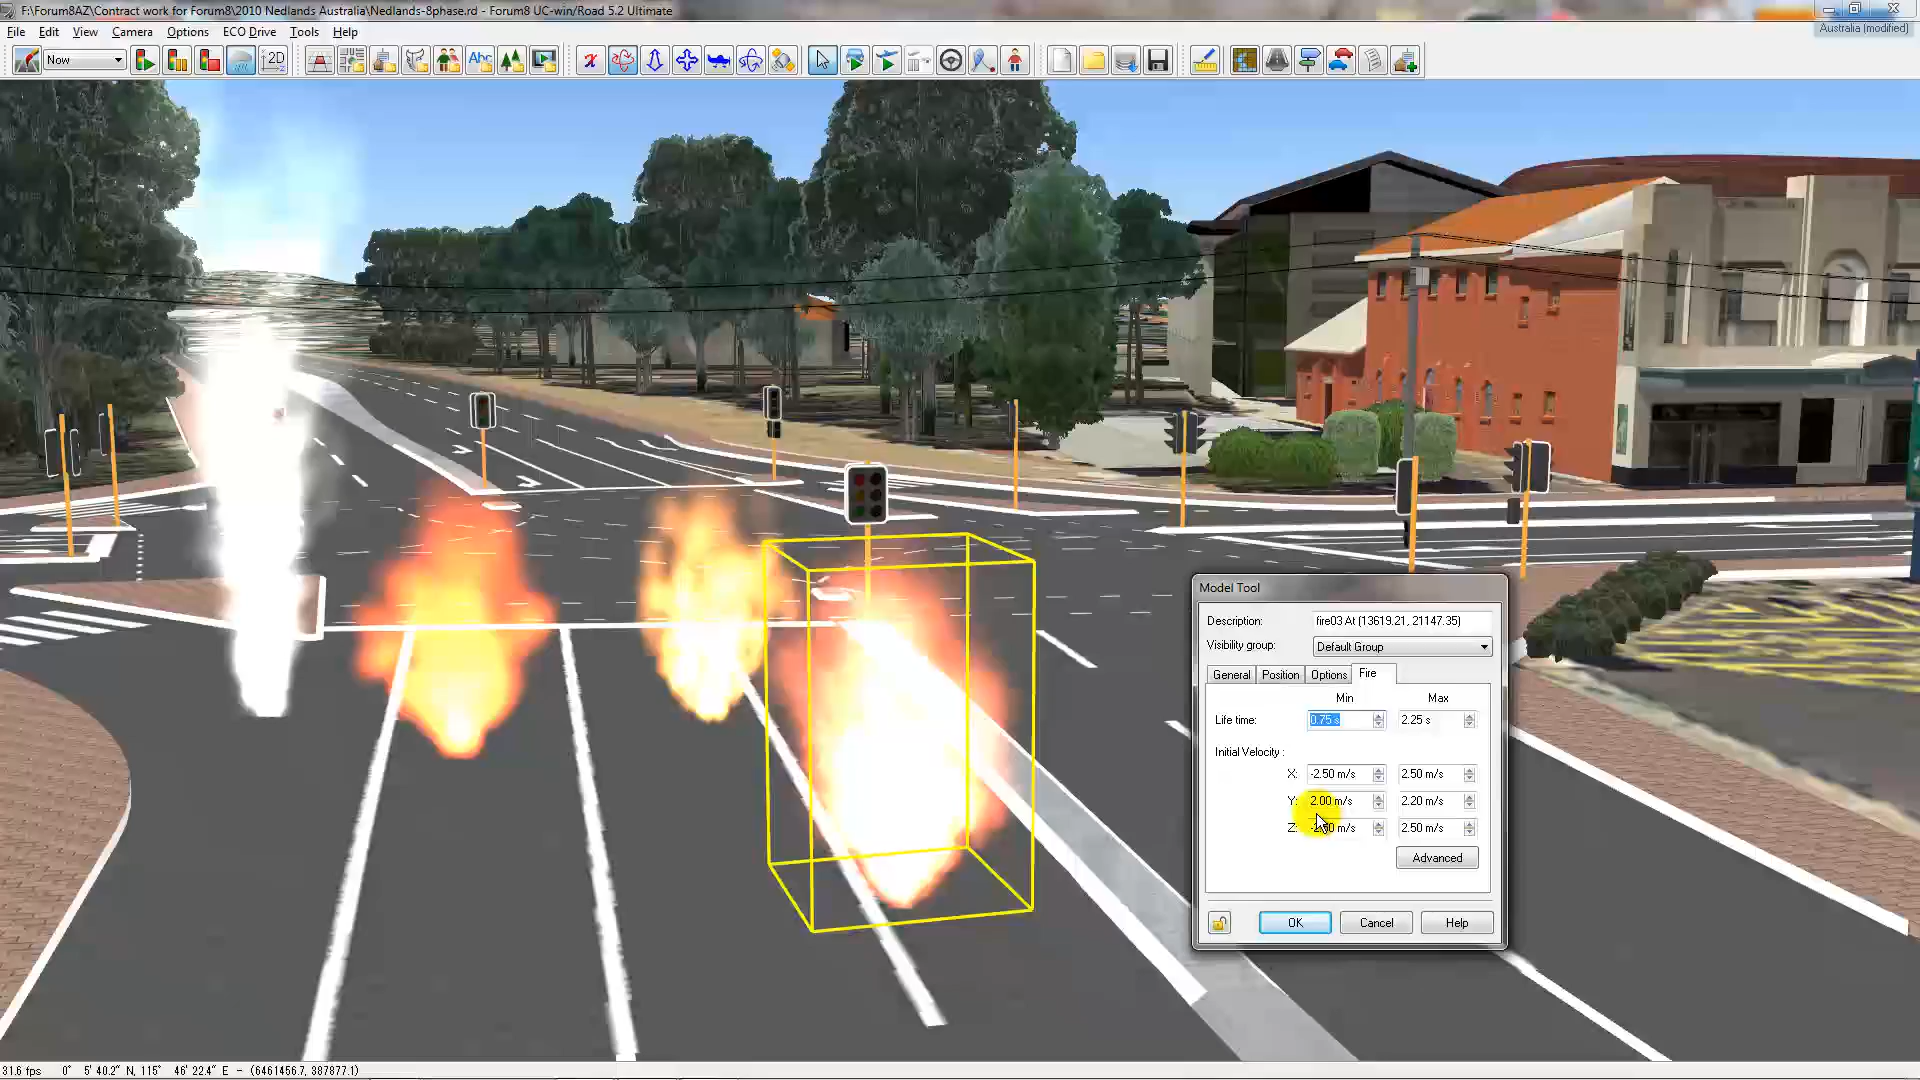 F:\Forum8AZ\Contract work for Forum8\2010 Nedlands Australia\Nedlands-8phase.rd - Forum8 UC-win/Road 5.2 Ultimate
File Edit View Camera Options ECO Drive Tools Help
Australia (modified)
Now
2D
Abc
Model Tool
Description: fire03 At (13619.21, 21147.35)
Visibility group: Default Group
General Position Options Fire
Min Max
Life time: 0.75 s 2.25 s
Initial Velocity :
X: -2.50 m/s 2.50 m/s
Y: 2.00 m/s 2.20 m/s
Z: -2.50 m/s 2.50 m/s
Advanced
OK Cancel Help
31.6 fps 0° 5' 40.2" N, 115° 46' 22.4" E - (6461456.7, 387877.1)